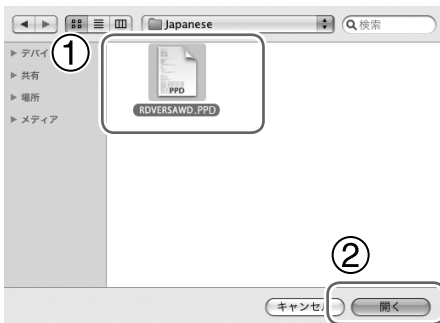 Japanese
検索
①
デバイ
共有
場所
メディア
PPD
RDVERSAWD.PPD
②
キャンセル
開く